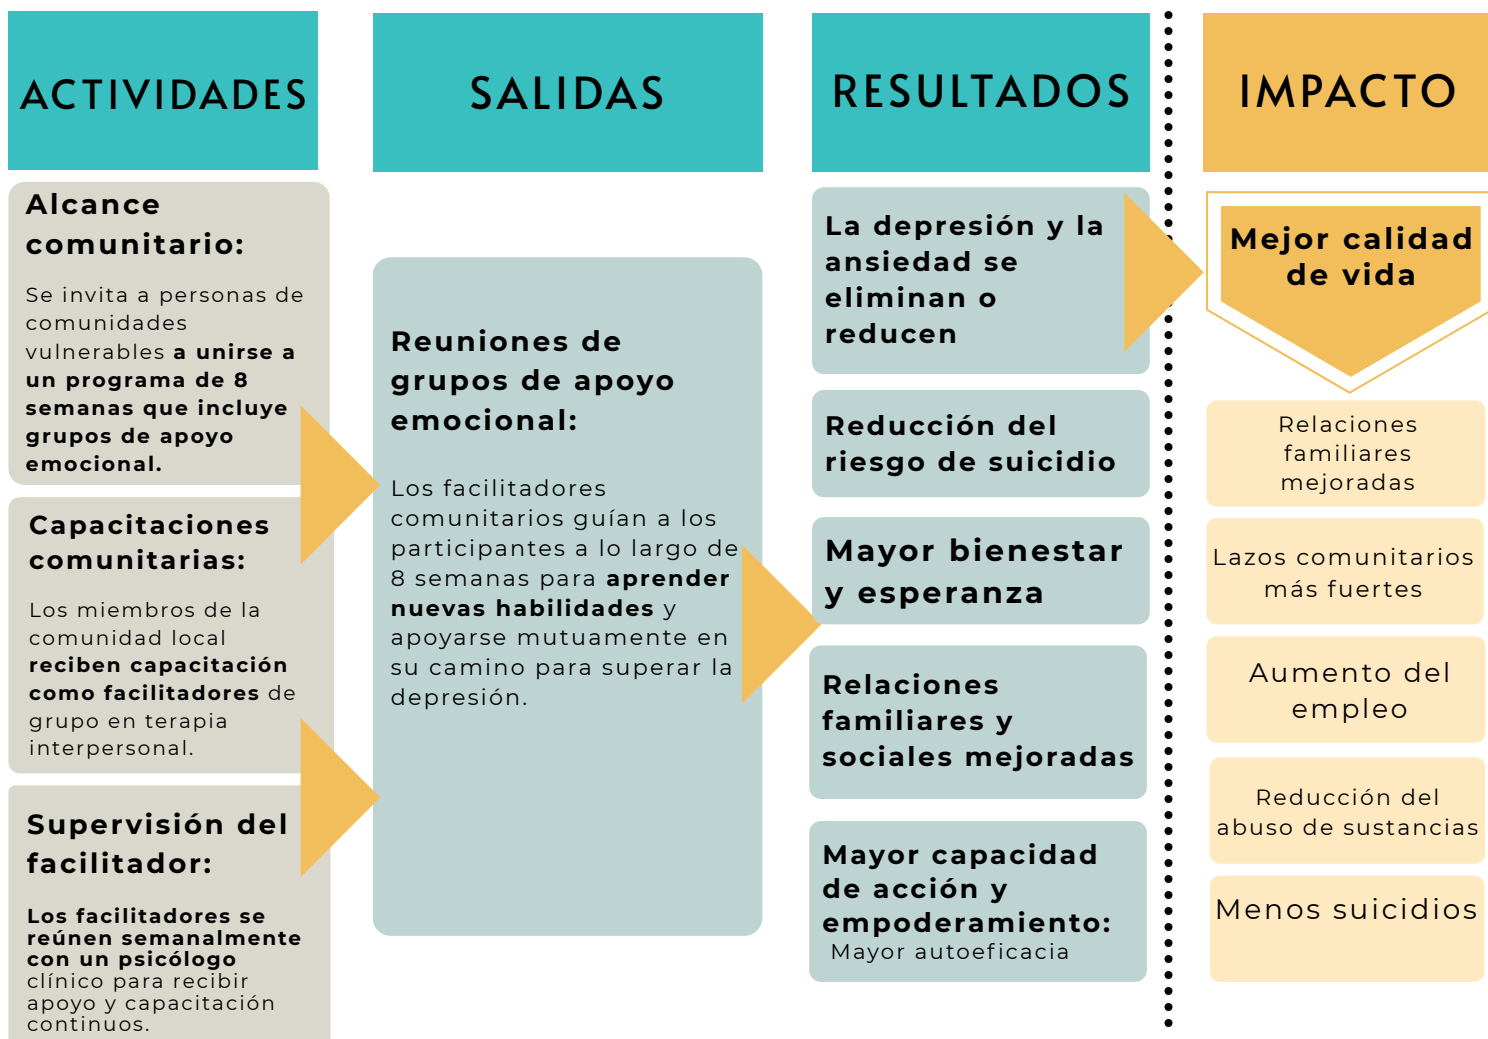 ACTIVIDADES
Alcance
comunitario:
Se invita a personas de
comunidades
vulnerables a unirse a
un programa de 8
semanas que incluye
grupos de apoyo
emocional.
Capacitaciones
comunitarias:
Los miembros de la
comunidad local
reciben capacitación
como facilitadores de
grupo en terapia
interpersonal.
Supervisión del
facilitador:
Los facilitadores se
reúnen semanalmente
con un psicólogo
clínico para recibir
apoyo y capacitación
continuos.
SALIDAS
Reuniones de
grupos de apoyo
emocional:
Los facilitadores
comunitarios guían a los
participantes a lo largo de
8 semanas para aprender
nuevas habilidades y
apoyarse mutuamente en
su camino para superar la
depresión.
RESULTADOS
La depresión y la
ansiedad se
eliminan o
reducen
Reducción del
riesgo de suicidio
Mayor bienestar
y esperanza
Relaciones
familiares y
sociales mejoradas
Mayor capacidad
de acción y
empoderamiento:
Mayor autoeficacia
IMPACTO
Mejor calidad
de vida
Relaciones
familiares
mejoradas
Lazos comunitarios
más fuertes
Aumento del
empleo
Reducción del
abuso de sustancias
Menos suicidios